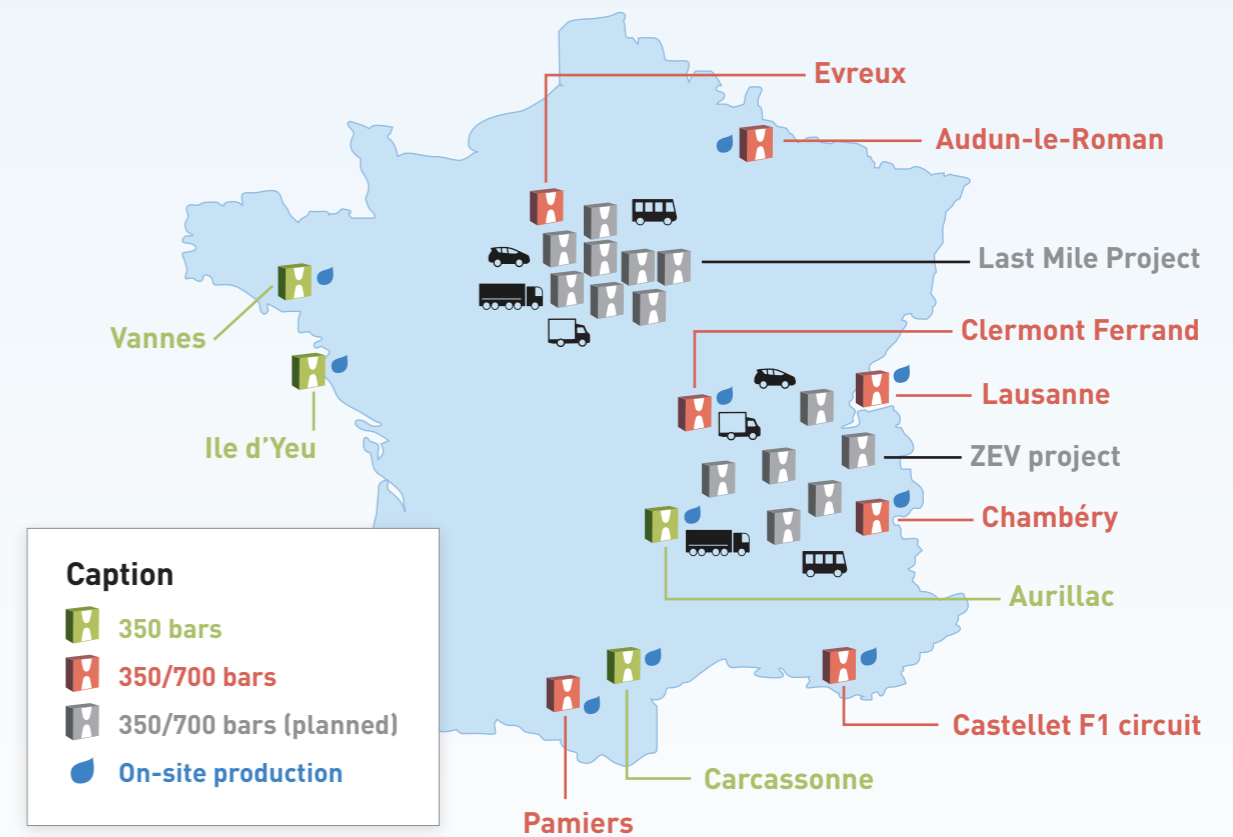 Evreux
Audun-le-Roman
Last Mile Project
Vannes
Clermont Ferrand
Lausanne
Ile d'Yeu
ZEV project
Chambéry
Aurillac
Castellet F1 circuit
Carcassonne
Pamiers
Caption
350 bars
350/700 bars
350/700 bars (planned)
On-site production